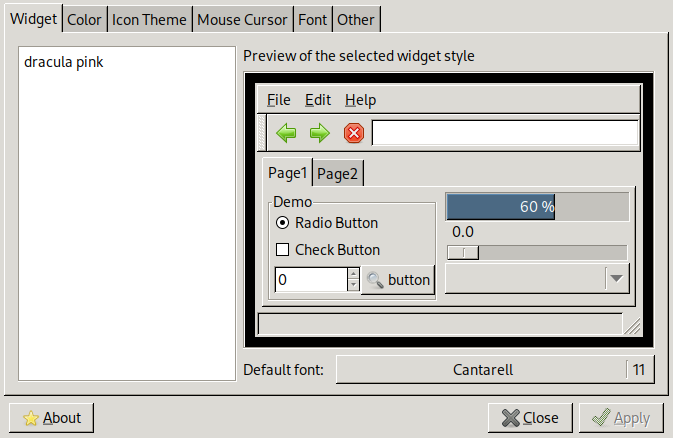 Widget Color Icon Theme Mouse Cursor Font Other
dracula pink
Preview of the selected widget style
File Edit Help
Page1 Page2
Demo
Radio Button
Check Button
0 button
60 %
0.0
Default font: Cantarell 11
About Close Apply